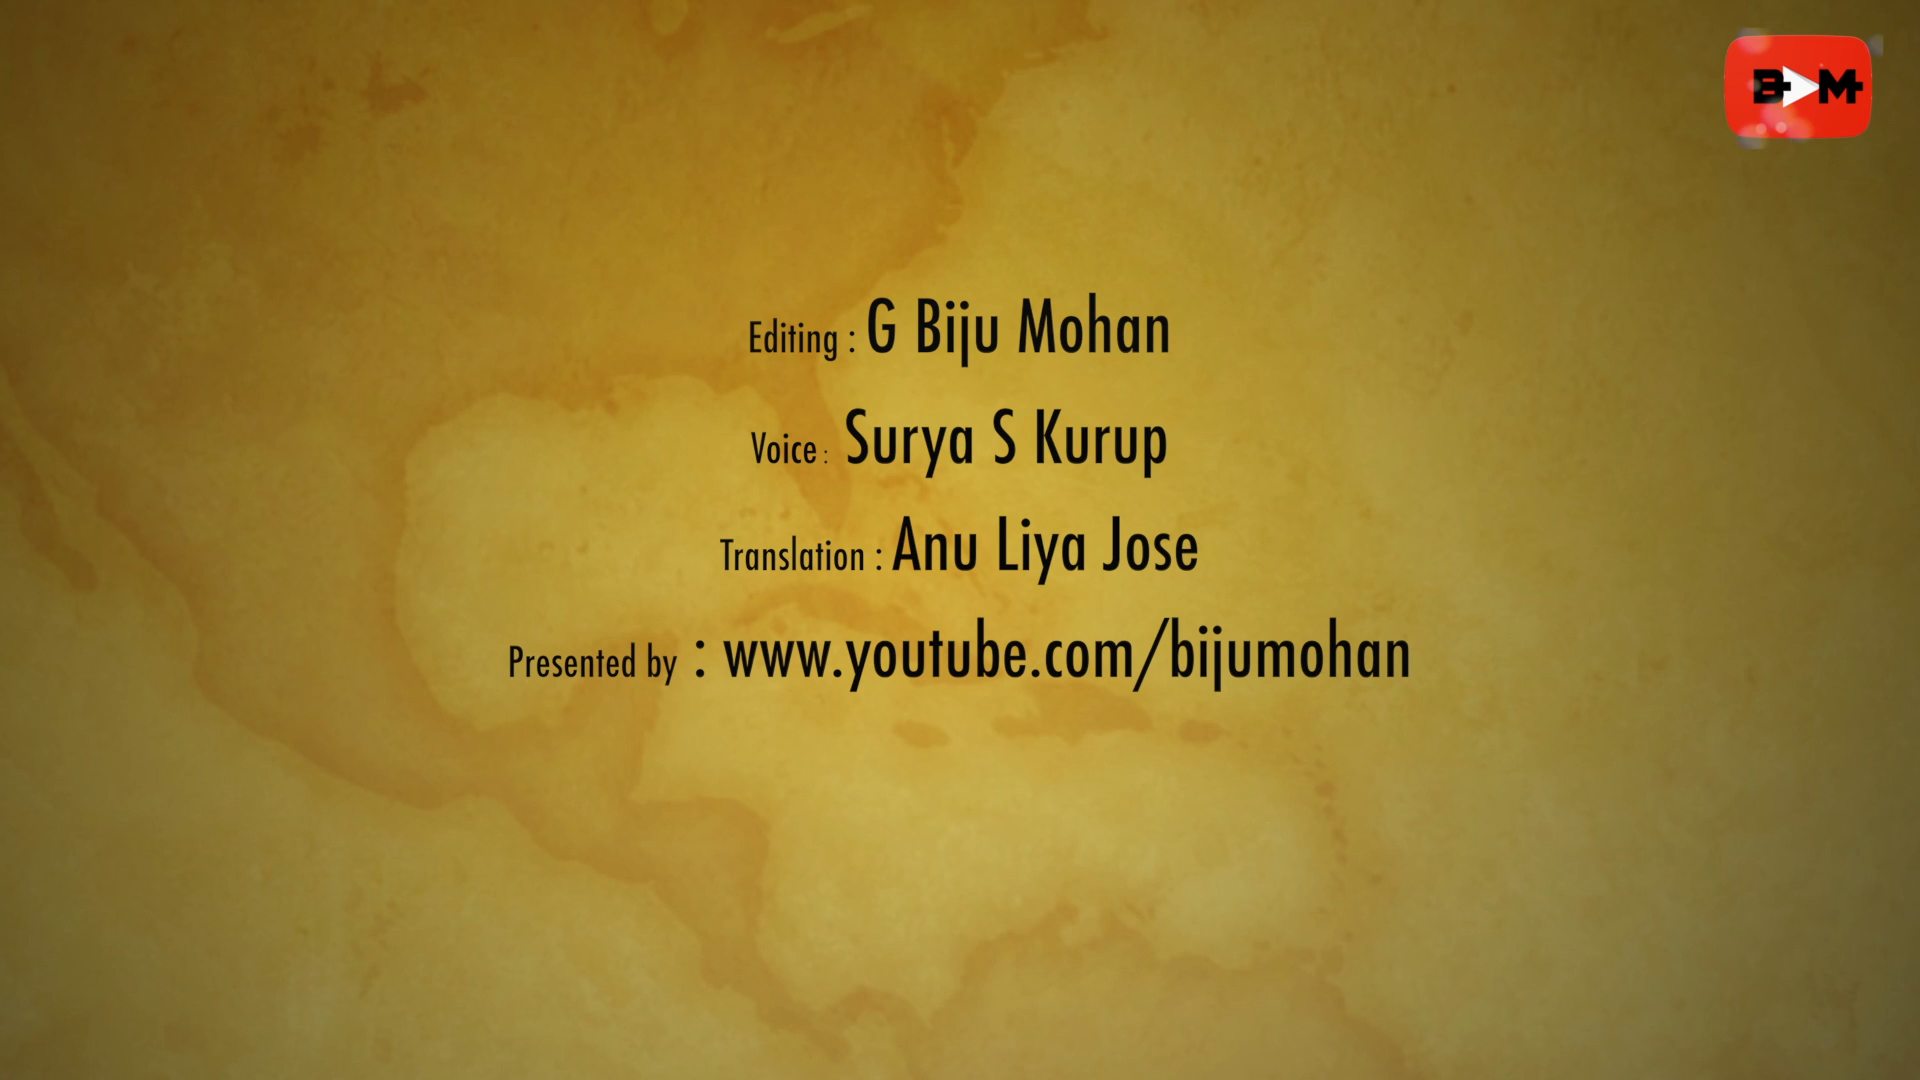 B M
Editing : G Biju Mohan
Voice : Surya S Kurup
Translation : Anu Liya Jose
Presented by : www.youtube.com/bijumohan